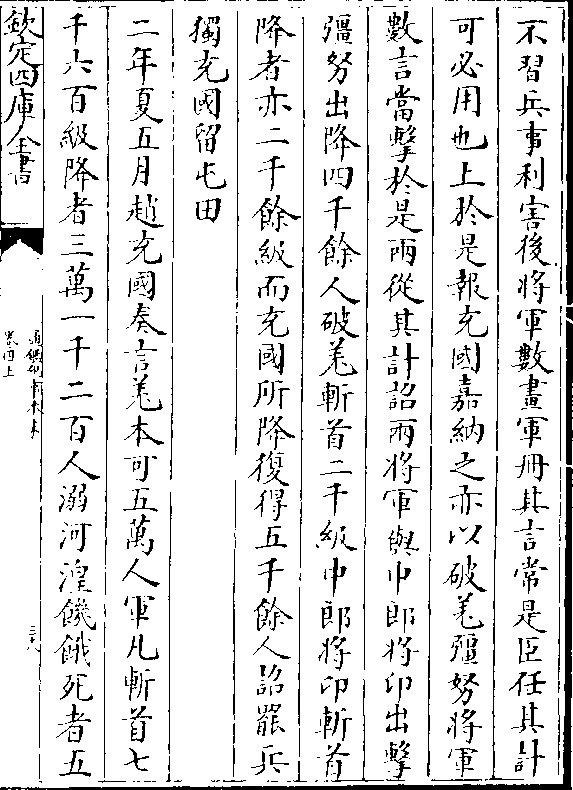 不習兵事利害後將軍數畫軍冊其言常是臣任其計
可必用也上於是報充國嘉納之亦以破羌彊努將軍
數言當擊於是兩從其計詔兩將軍與中郎將卬出擊
彊努出降四千餘人破羌斬首二千級中郎將卬斬首
降者亦二千餘級而充國所降復得五千餘人詔罷兵
獨充國留屯田
二年夏五月趙充國奏言羌本可五萬人軍凡斬首七
千六百級降者三萬一千二百人溺河湟饑餓死者五
欽定四庫全書
通鑑紀事本末
卷四上
三十八